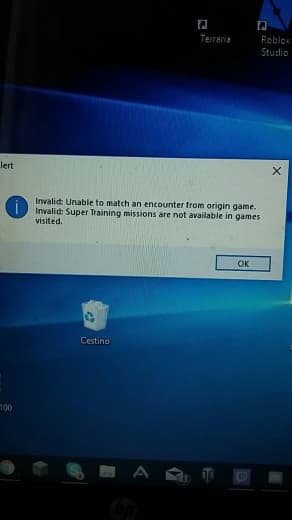 Terraria
Roblox
Studio
lert
Invalid: Unable to match an encounter from origin game.
Invalid: Super Training missions are not available in games
visited.
OK
Cestino
100
hp